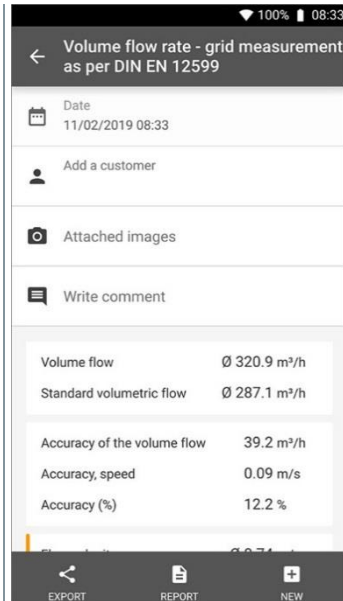 100% 08:33
Volume flow rate - grid measurement
as per DIN EN 12599
Date
11/02/2019 08:33
Add a customer
Attached images
Write comment
Volume flow Ø 320.9 m³/h
Standard volumetric flow Ø 287.1 m³/h
Accuracy of the volume flow 39.2 m³/h
Accuracy, speed 0.09 m/s
Accuracy (%) 12.2 %
EXPORT REPORT NEW